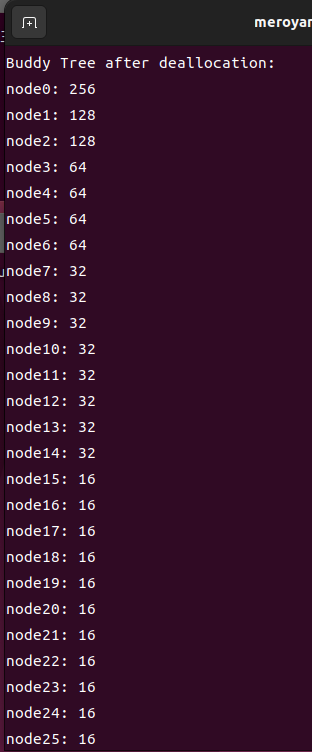 meroyar
Buddy Tree after deallocation:
node0: 256
node1: 128
node2: 128
node3: 64
node4: 64
node5: 64
node6: 64
node7: 32
node8: 32
node9: 32
node10: 32
node11: 32
node12: 32
node13: 32
node14: 32
node15: 16
node16: 16
node17: 16
node18: 16
node19: 16
node20: 16
node21: 16
node22: 16
node23: 16
node24: 16
node25: 16